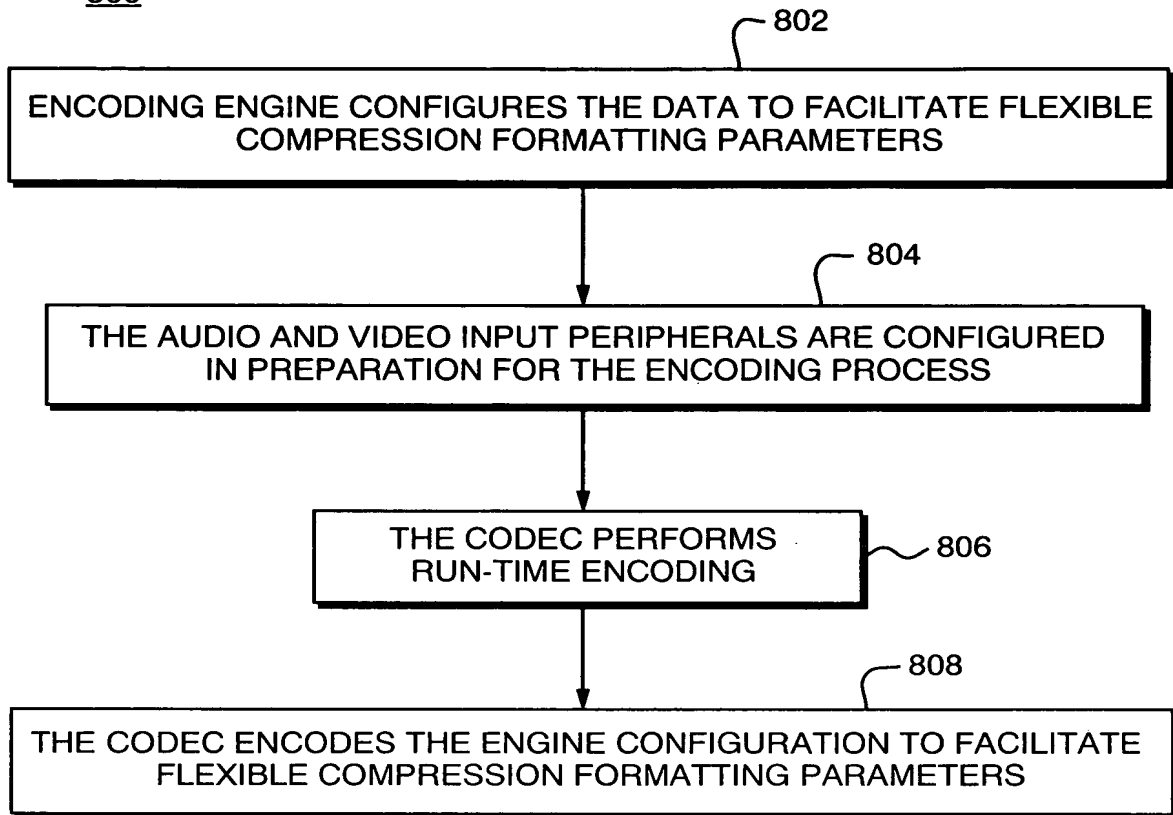 802
ENCODING ENGINE CONFIGURES THE DATA TO FACILITATE FLEXIBLE
COMPRESSION FORMATTING PARAMETERS
804
THE AUDIO AND VIDEO INPUT PERIPHERALS ARE CONFIGURED
IN PREPARATION FOR THE ENCODING PROCESS
THE CODEC PERFORMS
RUN-TIME ENCODING
806
808
THE CODEC ENCODES THE ENGINE CONFIGURATION TO FACILITATE
FLEXIBLE COMPRESSION FORMATTING PARAMETERS